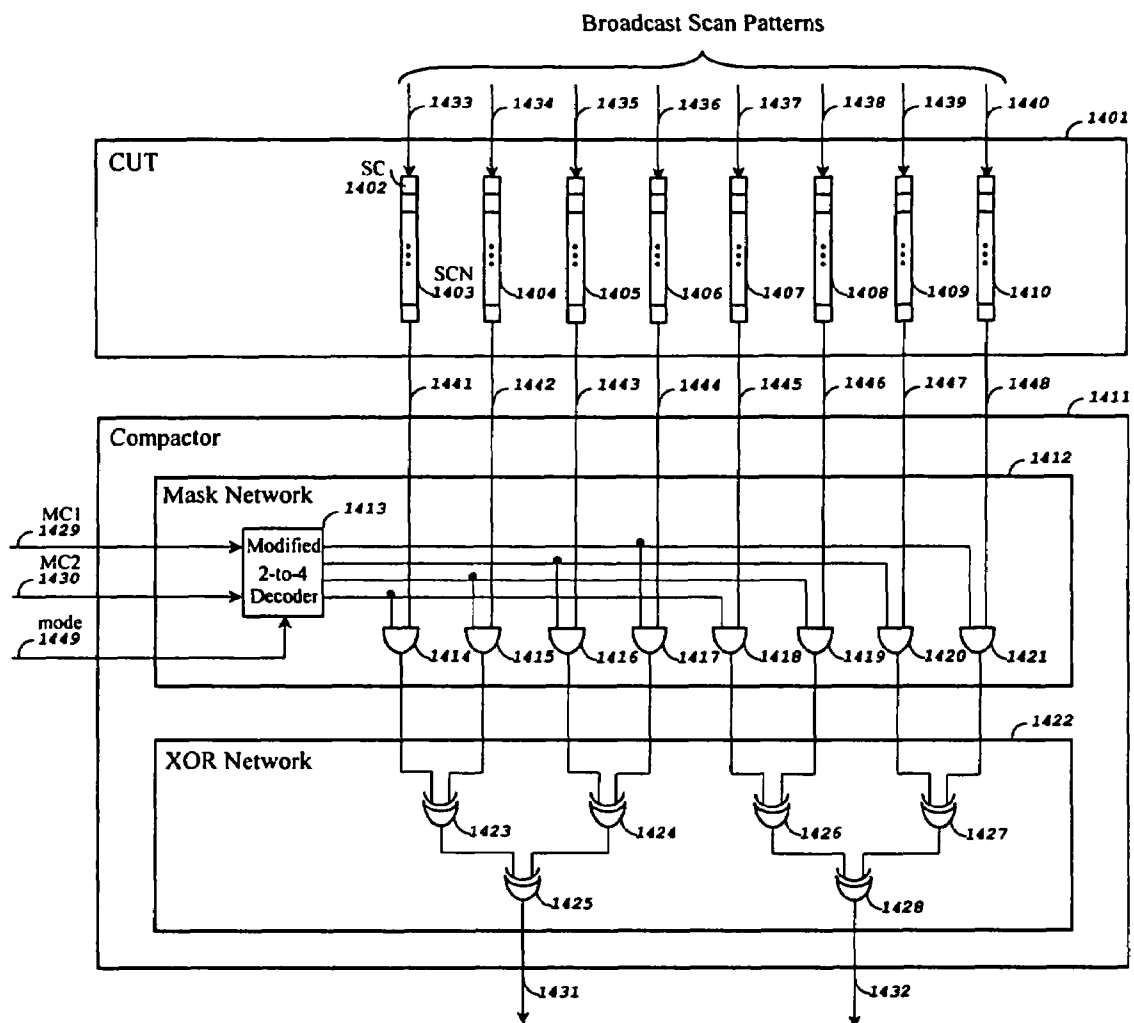 Broadcast Scan Patterns
1433 1434 1435 1436 1437 1438 1439 1440
1401
CUT
SC
1402
SCN
1403 1404 1405 1406 1407 1408 1409 1410
1441 1442 1443 1444 1445 1446 1447 1448
1411
Compactor
1412
Mask Network
MC1
1429
1413
Modified
2-to-4
Decoder
MC2
1430
mode
1449
1414 1415 1416 1417 1418 1419 1420 1421
1422
XOR Network
1423 1424 1426 1427
1425 1428
1431 1432